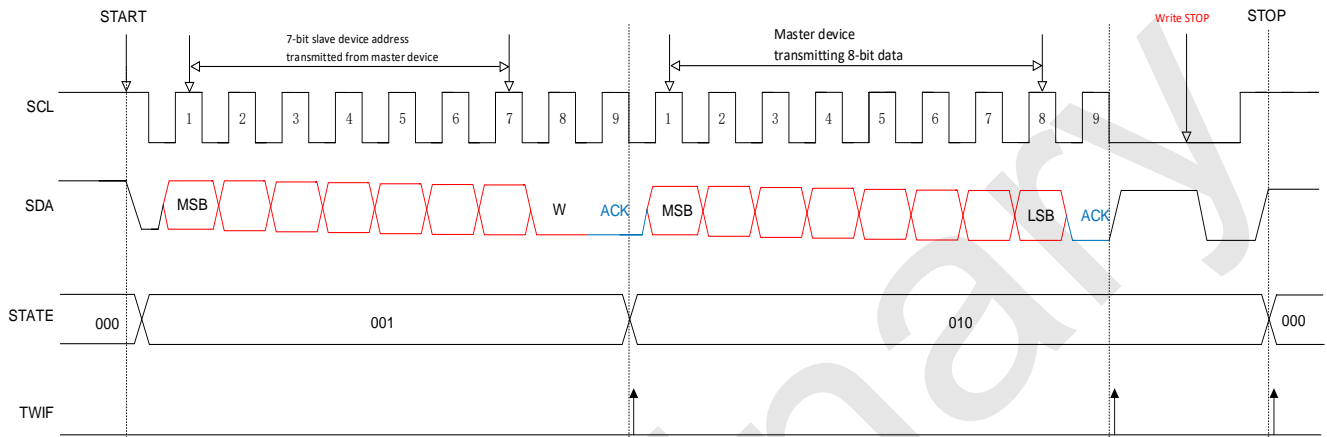 START
Write STOP
STOP
7-bit slave device address
transmitted from master device
Master device
transmitting 8-bit data
SCL
1 2 3 4 5 6 7 8 9 1 2 3 4 5 6 7 8 9
SDA
MSB W ACK MSB LSB ACK
STATE
000 001 010 000
TWIF